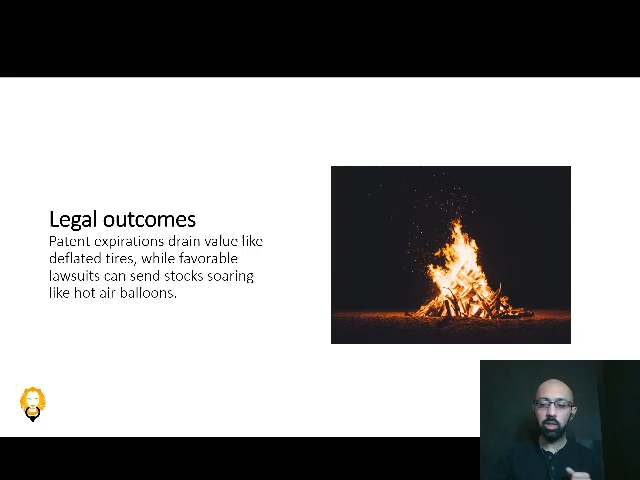 Legal outcomes
Patent expirations drain value like
deflated tires, while favorable
lawsuits can send stocks soaring
like hot air balloons.